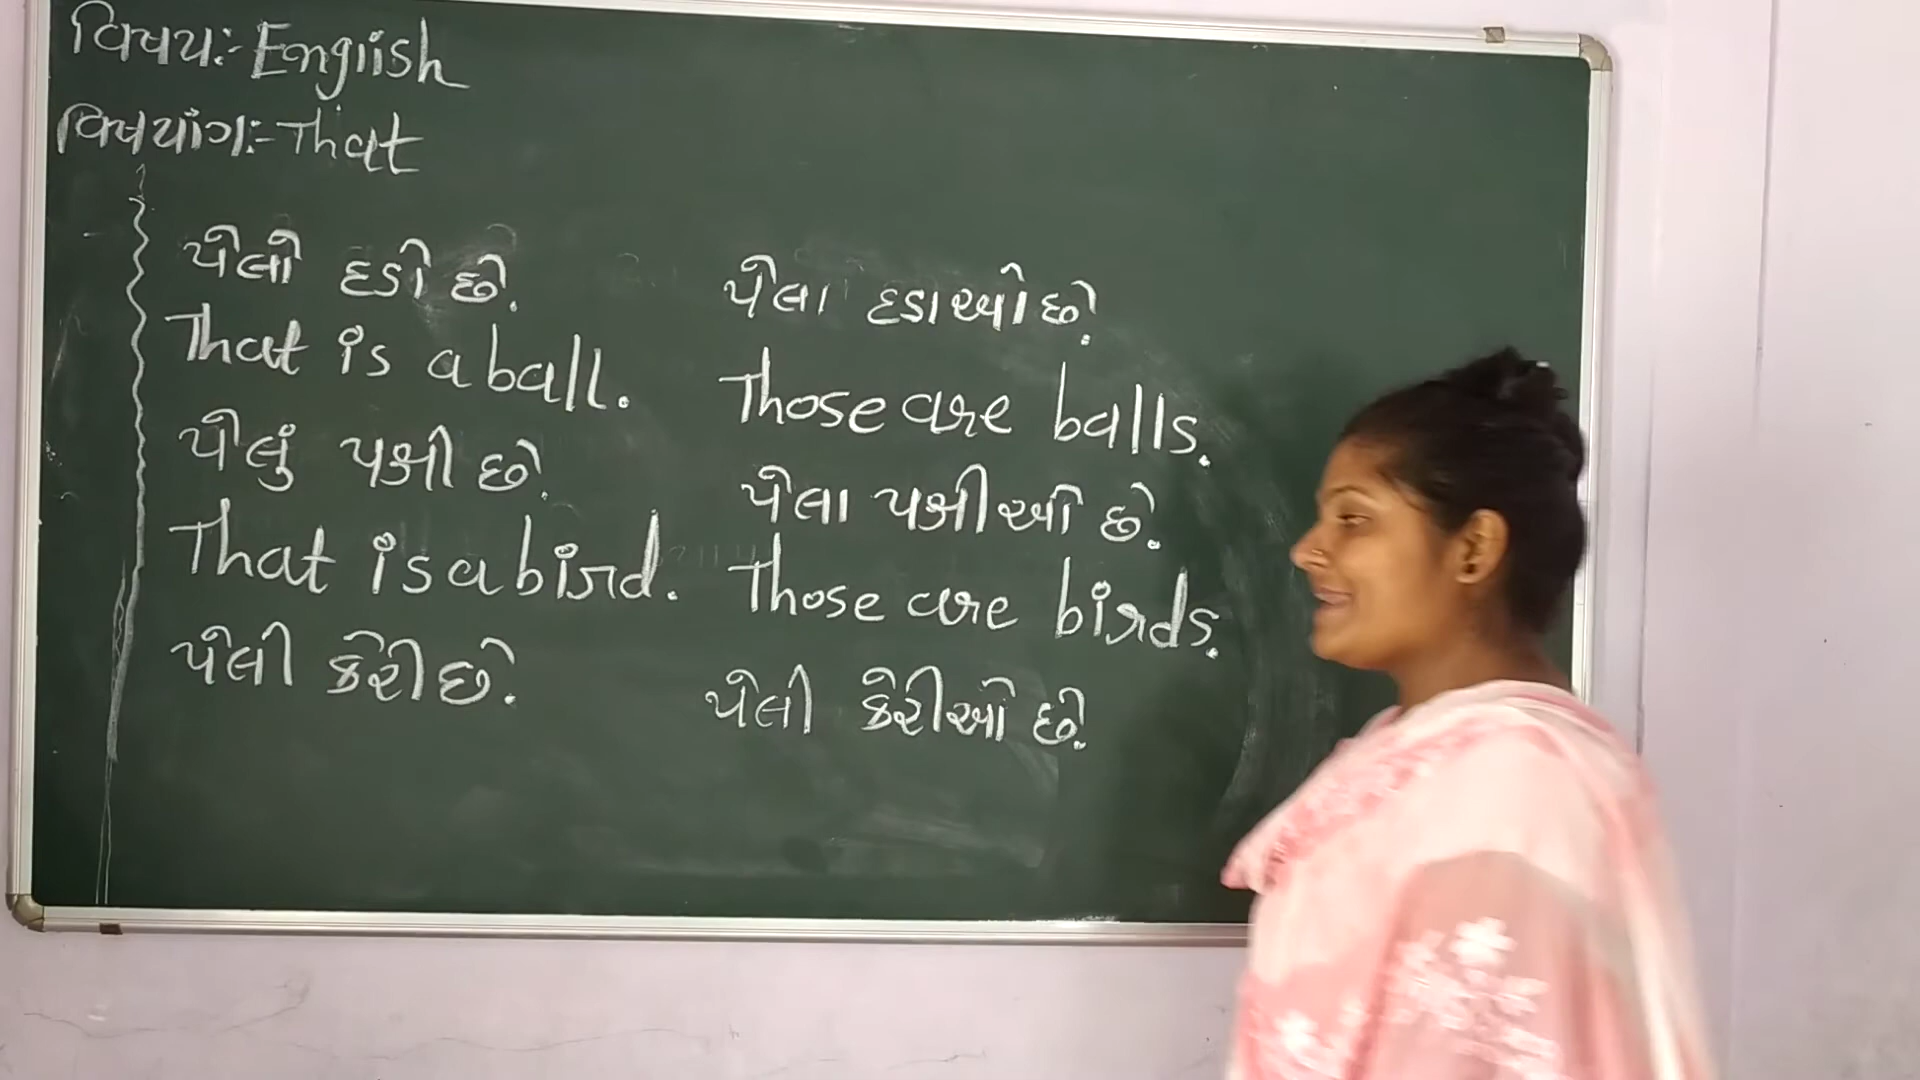 વિષય:- English
વિષયાંગ:- That
પેલો દડો છે.
That is a ball.
પેલું પક્ષી છે.
That is a bird.
પેલી કેરી છે.
પેલા દડાઓ છે.
Those are balls.
પેલા પક્ષીઓ છે.
Those are birds.
પેલી કેરીઓ છે.